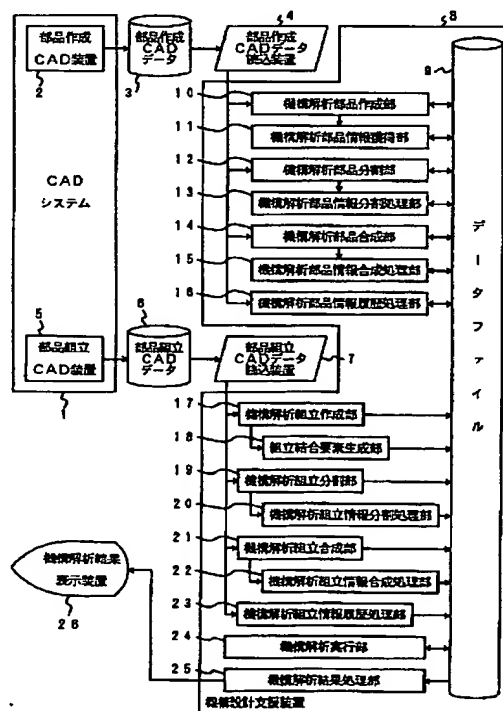 部品作成
CAD装置
2
部品作成
CAD
データ
3
4
部品作成
CADデータ
読込装置
8
9
CAD
システム
データファイル
10
機構解析部品作成部
11
機構解析部品情報獲得部
12
機構解析部品分割部
13
機構解析部品情報分割処理部
14
機構解析部品合成部
15
機構解析部品情報合成処理部
16
機構解析部品情報履歴処理部
5
部品組立
CAD装置
1
6
部品組立
CAD
データ
部品組立
CADデータ
読込装置
7
17
機構解析組立作成部
18
組立結合要素生成部
19
機構解析組立分割部
20
機構解析組立情報分割処理部
21
機構解析組立合成部
22
機構解析組立情報合成処理部
23
機構解析組立情報履歴処理部
24
機構解析実行部
25
機構解析結果処理部
機構解析結果
表示装置
26
機構設計支援装置